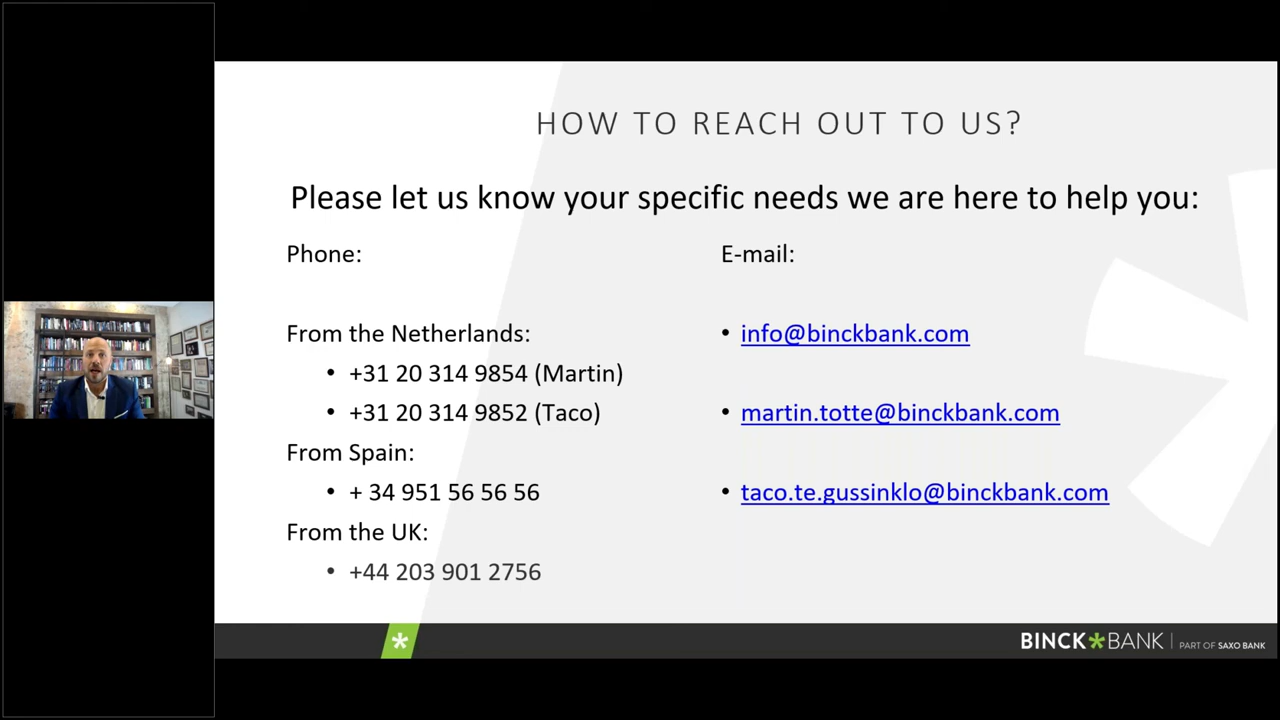 HOW TO REACH OUT TO US?
Please let us know your specific needs we are here to help you:
Phone:
From the Netherlands:
• +31 20 314 9854 (Martin)
• +31 20 314 9852 (Taco)
From Spain:
• + 34 951 56 56 56
From the UK:
• +44 203 901 2756
E-mail:
• info@binckbank.com
• martin.totte@binckbank.com
• taco.te.gussinklo@binckbank.com
BINCK*BANK | PART OF SAXO BANK